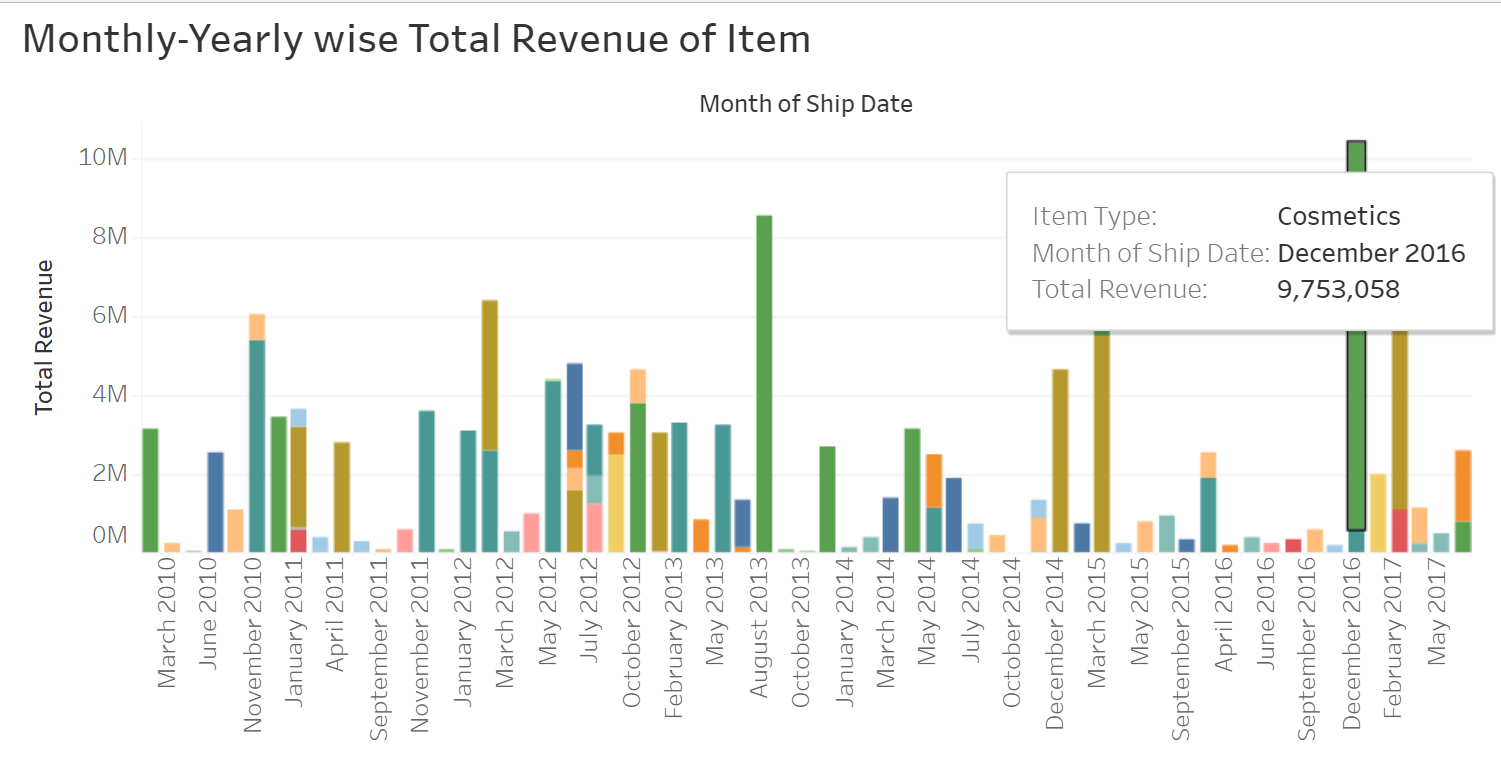 Monthly-Yearly wise Total Revenue of Item
Month of Ship Date
Total Revenue
10M
8M
6M
4M
2M
0M
Item Type: Cosmetics
Month of Ship Date: December 2016
Total Revenue: 9,753,058
March 2010
June 2010
November 2010
January 2011
April 2011
September 2011
November 2011
January 2012
March 2012
May 2012
July 2012
October 2012
February 2013
May 2013
August 2013
October 2013
January 2014
March 2014
May 2014
July 2014
October 2014
December 2014
March 2015
May 2015
September 2015
April 2016
June 2016
September 2016
December 2016
February 2017
May 2017